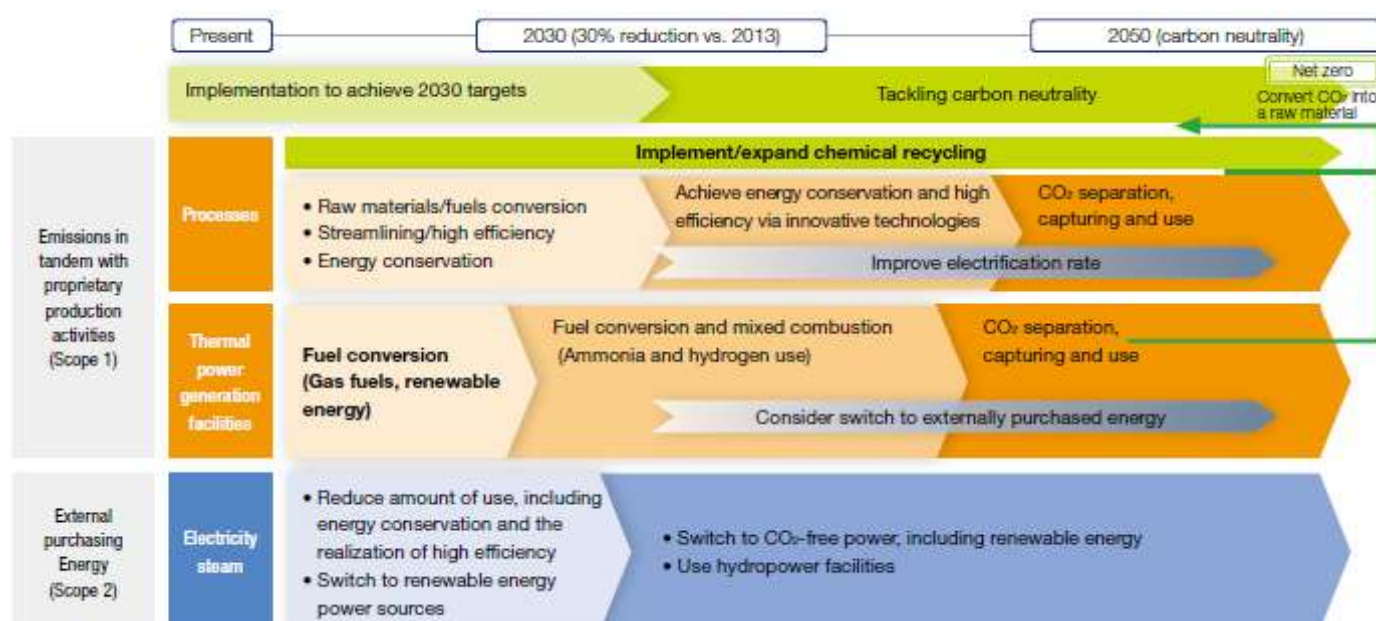 Present
2030 (30% reduction vs. 2013)
2050 (carbon neutrality)
Implementation to achieve 2030 targets
Tackling carbon neutrality
Net zero
Convert CO₂ into
a raw material
Implement/expand chemical recycling
Emissions in
tandem with
proprietary
production
activities
(Scope 1)
Processes
• Raw materials/fuels conversion
• Streamlining/high efficiency
• Energy conservation
Achieve energy conservation and high
efficiency via innovative technologies
CO₂ separation,
capturing and use
Improve electrification rate
Thermal
power
generation
facilities
Fuel conversion
(Gas fuels, renewable
energy)
Fuel conversion and mixed combustion
(Ammonia and hydrogen use)
CO₂ separation,
capturing and use
Consider switch to externally purchased energy
External
purchasing
Energy
(Scope 2)
Electricity
steam
• Reduce amount of use, including
energy conservation and the
realization of high efficiency
• Switch to renewable energy
power sources
• Switch to CO₂-free power, including renewable energy
• Use hydropower facilities